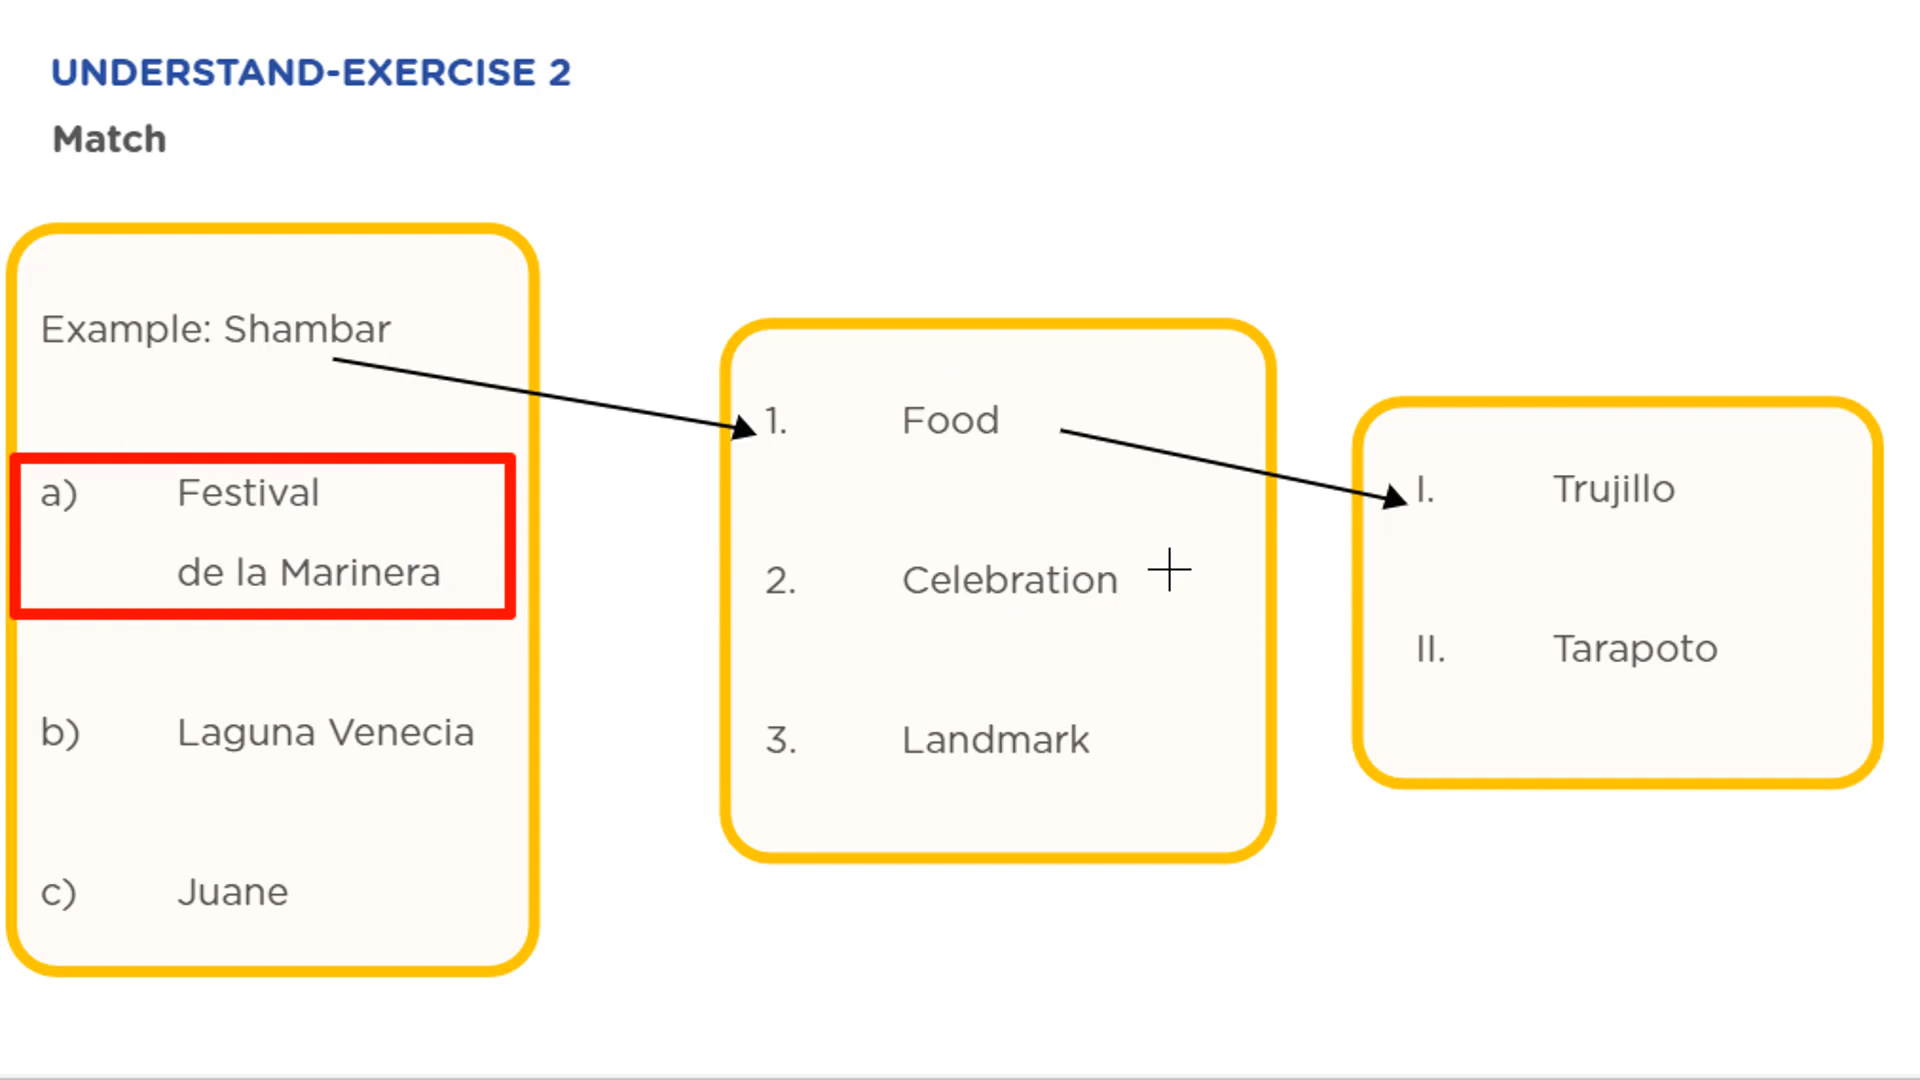 UNDERSTAND-EXERCISE 2
Match
Example: Shambar
a) Festival
de la Marinera
b) Laguna Venecia
c) Juane
1. Food
2. Celebration
3. Landmark
I. Trujillo
II. Tarapoto